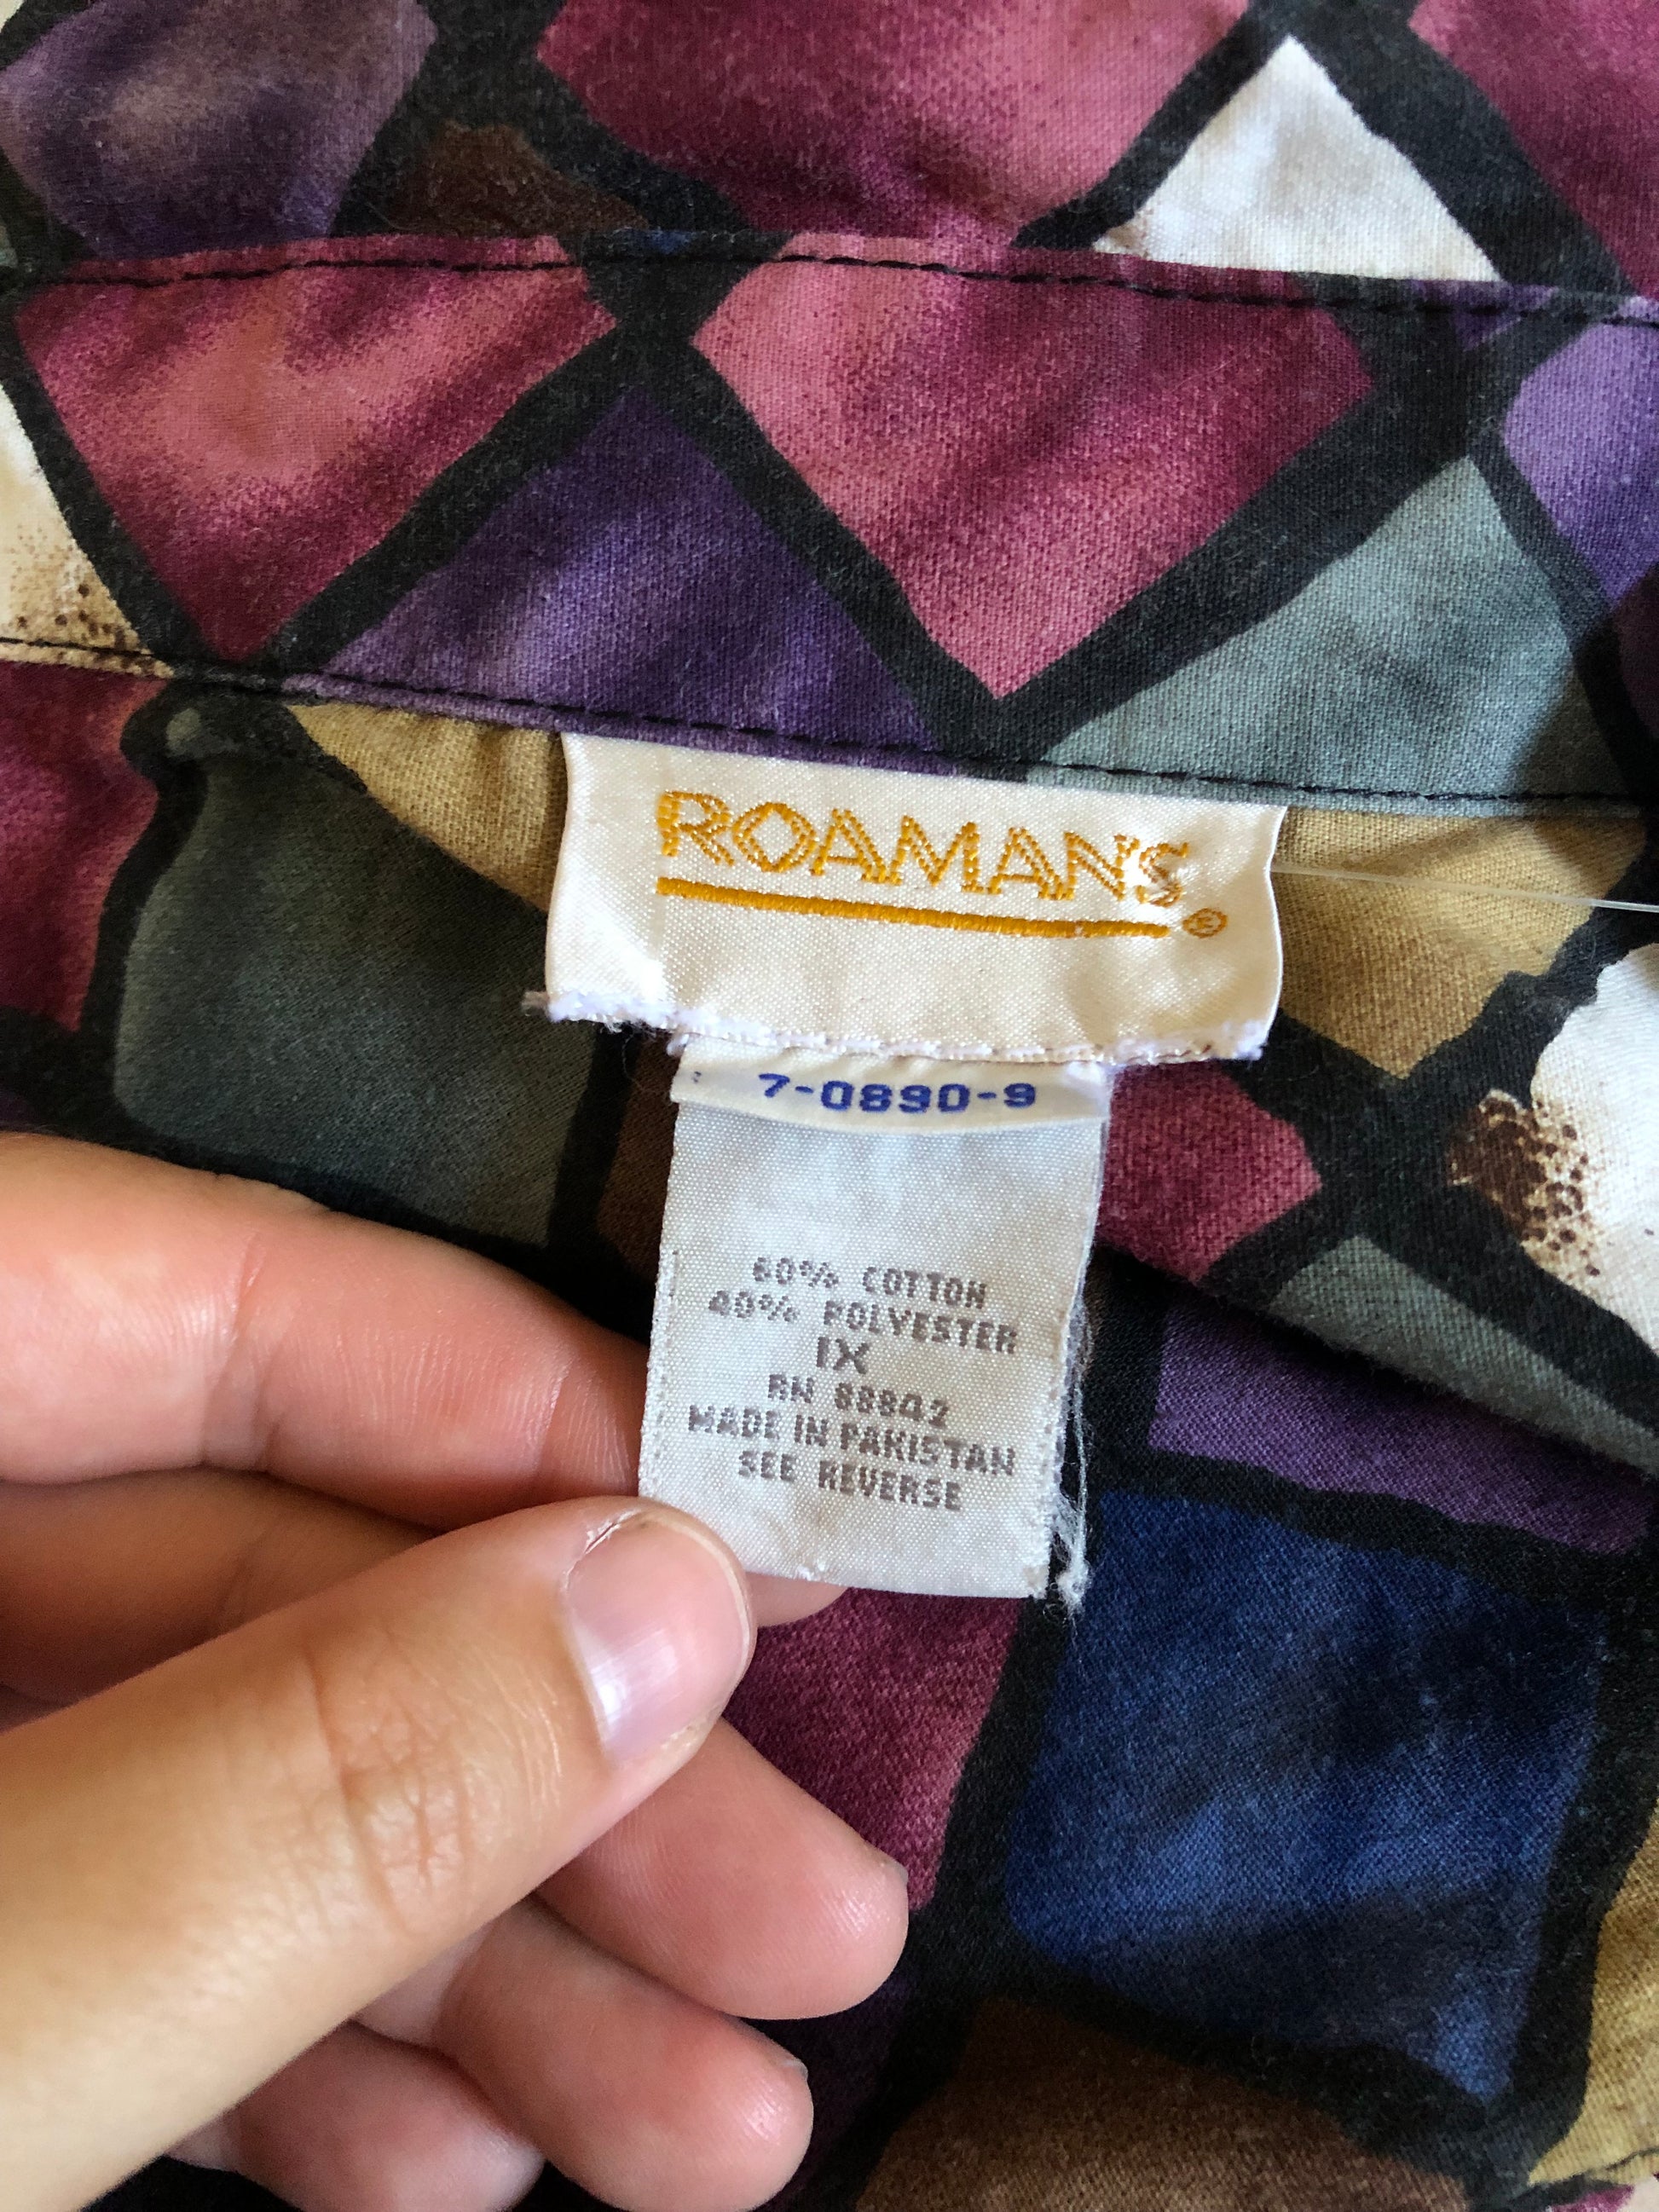 ROAMAN'S®
7-0890-9
60% COTTON
40% POLYESTER
1X
RN 88842
MADE IN PAKISTAN
SEE REVERSE